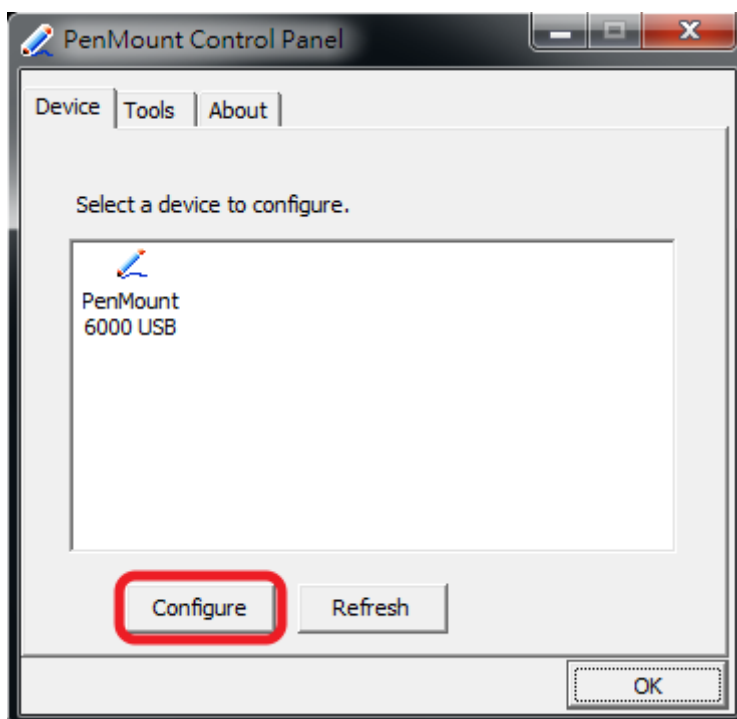 PenMount Control Panel
Device Tools About
Select a device to configure.
PenMount
6000 USB
Configure Refresh
OK